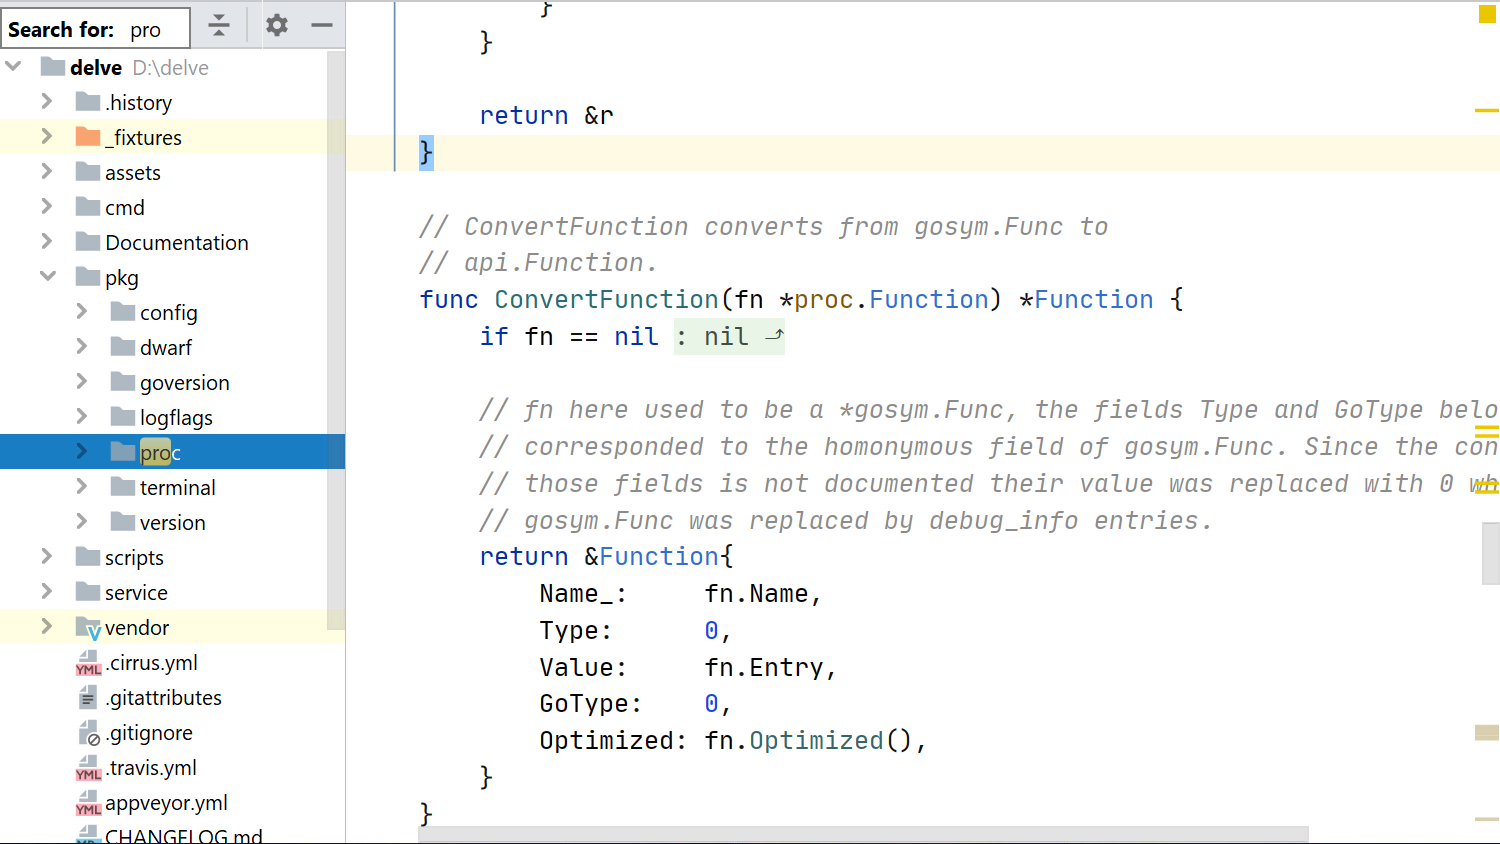 Search for: pro
delve D:\delve
.history
_fixtures
assets
cmd
Documentation
pkg
config
dwarf
goversion
logflags
proc
terminal
version
scripts
service
vendor
.cirrus.yml
.gitattributes
.gitignore
.travis.yml
appveyor.yml
CHANGELOG.md
}
}
return &r
}
// ConvertFunction converts from gosym.Func to
// api.Function.
func ConvertFunction(fn *proc.Function) *Function {
if fn == nil : nil
// fn here used to be a *gosym.Func, the fields Type and GoType belo
// corresponded to the homonymous field of gosym.Func. Since the con
// those fields is not documented their value was replaced with 0 wh
// gosym.Func was replaced by debug_info entries.
return &Function{
Name_: fn.Name,
Type: 0,
Value: fn.Entry,
GoType: 0,
Optimized: fn.Optimized(),
}
}